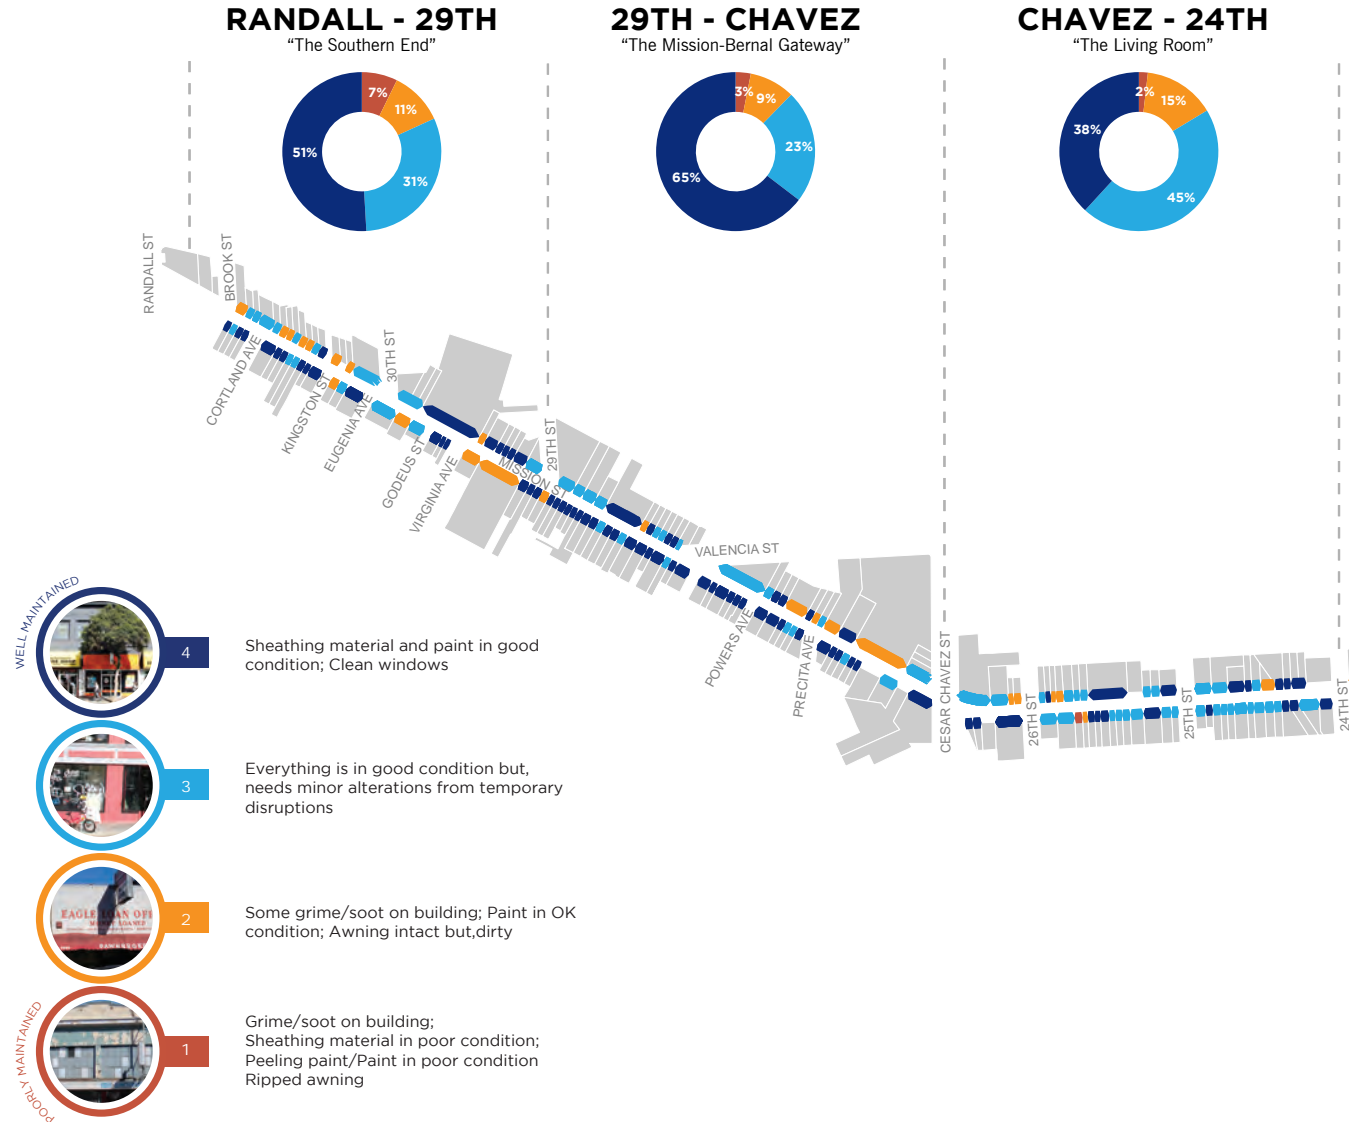 RANDALL - 29TH
“The Southern End”
29TH - CHAVEZ
“The Mission-Bernal Gateway”
CHAVEZ - 24TH
“The Living Room”
7%
11%
31%
51%
3%
9%
23%
65%
2%
15%
45%
38%
RANDALL ST
BROOK ST
30TH ST
CORTLAND AVE
KINGSTON ST
EUGENIA AVE
GODEUS ST
VIRGINIA AVE
MISSION ST
29TH ST
VALENCIA ST
POWERS AVE
PRECITA AVE
CESAR CHAVEZ ST
26TH ST
25TH ST
24TH ST
WELL MAINTAINED
4
Sheathing material and paint in good
condition; Clean windows
3
Everything is in good condition but,
needs minor alterations from temporary
disruptions
EAGLE LOAN OFF
2
Some grime/soot on building; Paint in OK
condition; Awning intact but,dirty
POORLY MAINTAINED
1
Grime/soot on building;
Sheathing material in poor condition;
Peeling paint/Paint in poor condition
Ripped awning